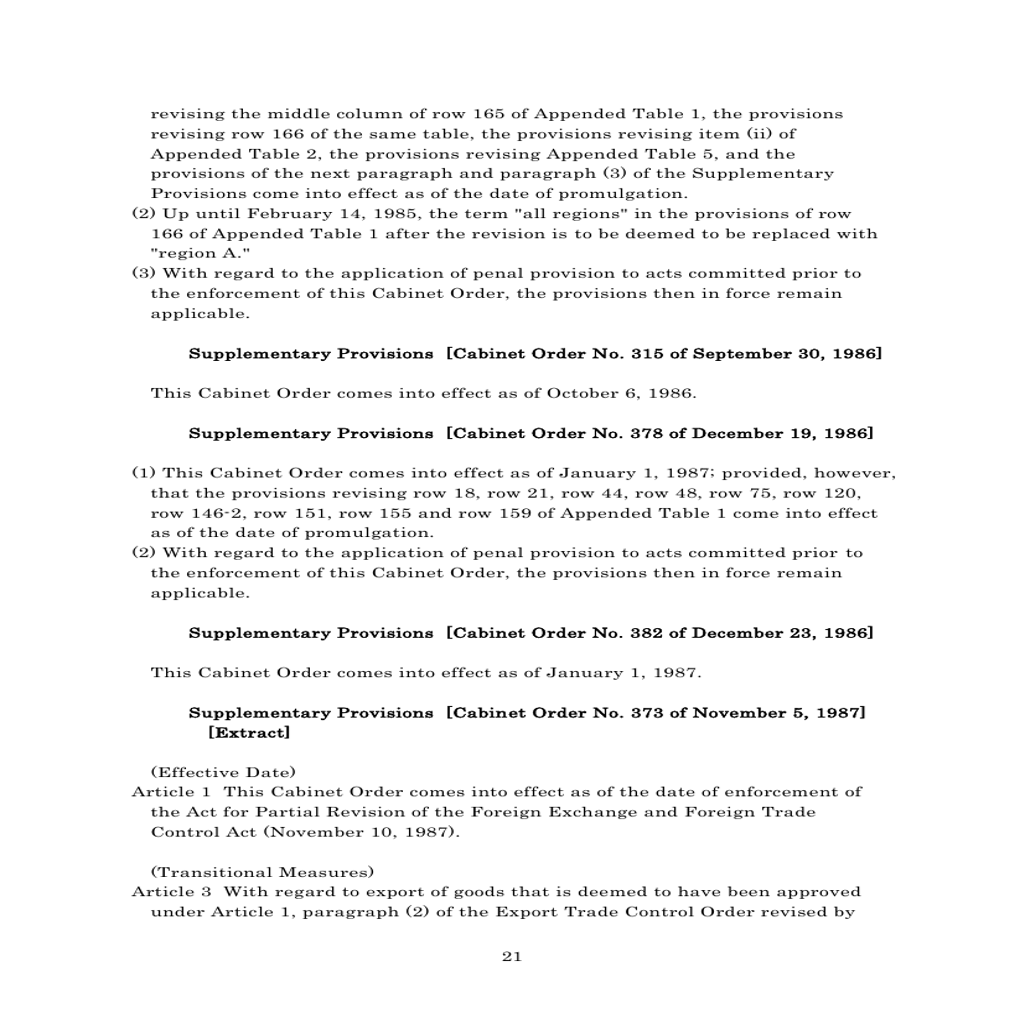 revising the middle column of row 165 of Appended Table 1, the provisions
revising row 166 of the same table, the provisions revising item (ii) of
Appended Table 2, the provisions revising Appended Table 5, and the
provisions of the next paragraph and paragraph (3) of the Supplementary
Provisions come into effect as of the date of promulgation.
(2) Up until February 14, 1985, the term "all regions" in the provisions of row
166 of Appended Table 1 after the revision is to be deemed to be replaced with
"region A."
(3) With regard to the application of penal provision to acts committed prior to
the enforcement of this Cabinet Order, the provisions then in force remain
applicable.
Supplementary Provisions [Cabinet Order No. 315 of September 30, 1986]
This Cabinet Order comes into effect as of October 6, 1986.
Supplementary Provisions [Cabinet Order No. 378 of December 19, 1986]
(1) This Cabinet Order comes into effect as of January 1, 1987; provided, however,
that the provisions revising row 18, row 21, row 44, row 48, row 75, row 120,
row 146-2, row 151, row 155 and row 159 of Appended Table 1 come into effect
as of the date of promulgation.
(2) With regard to the application of penal provision to acts committed prior to
the enforcement of this Cabinet Order, the provisions then in force remain
applicable.
Supplementary Provisions [Cabinet Order No. 382 of December 23, 1986]
This Cabinet Order comes into effect as of January 1, 1987.
Supplementary Provisions [Cabinet Order No. 373 of November 5, 1987]
[Extract]
(Effective Date)
Article 1 This Cabinet Order comes into effect as of the date of enforcement of
the Act for Partial Revision of the Foreign Exchange and Foreign Trade
Control Act (November 10, 1987).
(Transitional Measures)
Article 3 With regard to export of goods that is deemed to have been approved
under Article 1, paragraph (2) of the Export Trade Control Order revised by
21